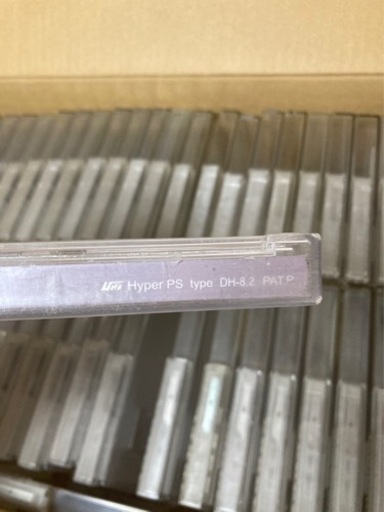 Hyper PS type DH-8.2 PAT P